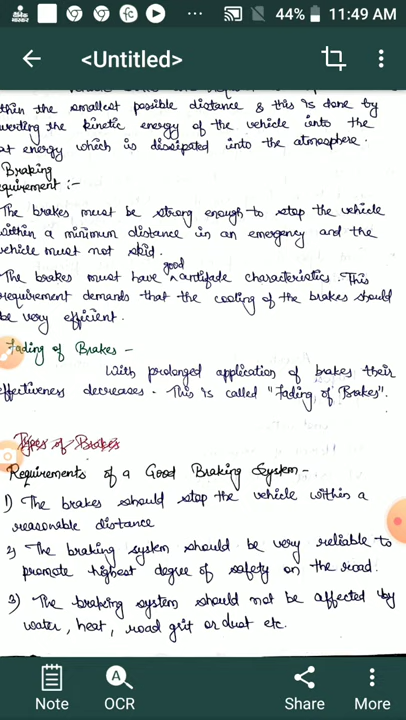 44% 11:49 AM
<Untitled>
thin the smallest possible distance & this is done by
verting the kinetic energy of the vehicle into the
at energy which is dissipated into the atmosphere.
Braking
equirement :-
The brakes must be strong enough to stop the vehicle
within a minimum distance in an emergency and the
vehicle must not skid.
good
The brakes must have ^ antifade characteristics. This
requirement demands that the cooling of the brakes should
be very efficient.
Fading of Brakes -
With prolonged application of brakes their
effectiveness decreases. This is called "Fading of Brakes".
Types of Brakes
Requirements of a Good Braking System -
1) The brakes should stop the vehicle within a
reasonable distance
2) The braking system should be very reliable to
promote highest degree of safety on the road.
3) The braking system should not be affected by
water, heat, road grit or dust etc.
Note OCR Share More